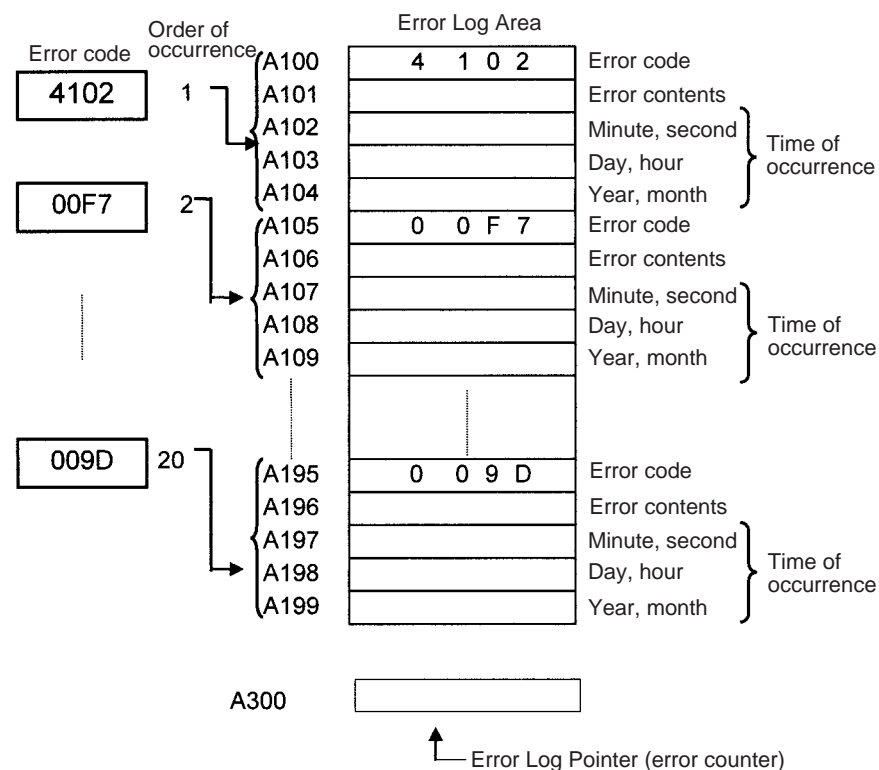 Error Log Area
Order of
occurrence
Error code
A100 4 1 0 2 Error code
4102 1
A101 Error contents
A102 Minute, second
A103 Day, hour
Time of
occurrence
A104 Year, month
00F7 2
A105 0 0 F 7 Error code
A106 Error contents
A107 Minute, second
A108 Day, hour
Time of
occurrence
A109 Year, month
009D 20
A195 0 0 9 D Error code
A196 Error contents
A197 Minute, second
A198 Day, hour
Time of
occurrence
A199 Year, month
A300
Error Log Pointer (error counter)